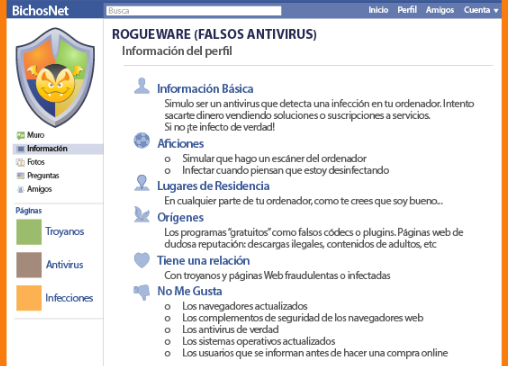 BichosNet
Busca
Inicio Perfil Amigos Cuenta
ROGUEWARE (FALSOS ANTIVIRUS)
Información del perfil
Muro
Información
Fotos
Preguntas
Amigos
Páginas
Troyanos
Antivirus
Infecciones
Información Básica
Simulo ser un antivirus que detecta una infección en tu ordenador. Intento
sacarte dinero vendiendo soluciones o suscripciones a servicios.
Si no ¡te infecto de verdad!
Aficiones
o Simular que hago un escáner del ordenador
o Infectar cuando piensan que estoy desinfectando
Lugares de Residencia
En cualquier parte de tu ordenador, como te crees que soy bueno...
Orígenes
Los programas "gratuitos" como falsos códecs o plugins. Páginas web de
dudosa reputación: descargas ilegales, contenidos de adultos, etc
Tiene una relación
Con troyanos y páginas Web fraudulentas o infectadas
No Me Gusta
o Los navegadores actualizados
o Los complementos de seguridad de los navegadores web
o Los antivirus de verdad
o Los sistemas operativos actualizados
o Los usuarios que se informan antes de hacer una compra online